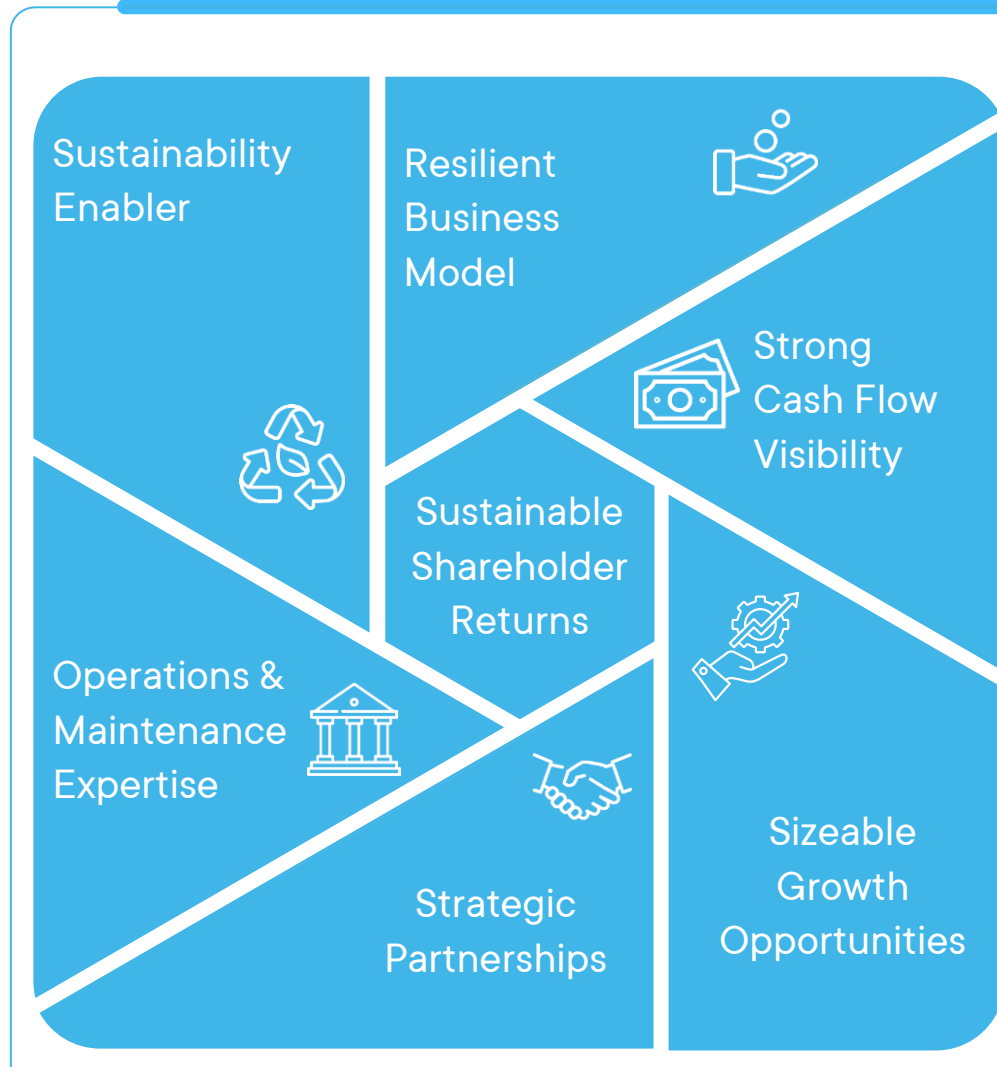 Sustainability
Enabler
Resilient
Business
Model
Strong
Cash Flow
Visibility
Sustainable
Shareholder
Returns
Operations &
Maintenance
Expertise
Strategic
Partnerships
Sizeable
Growth
Opportunities